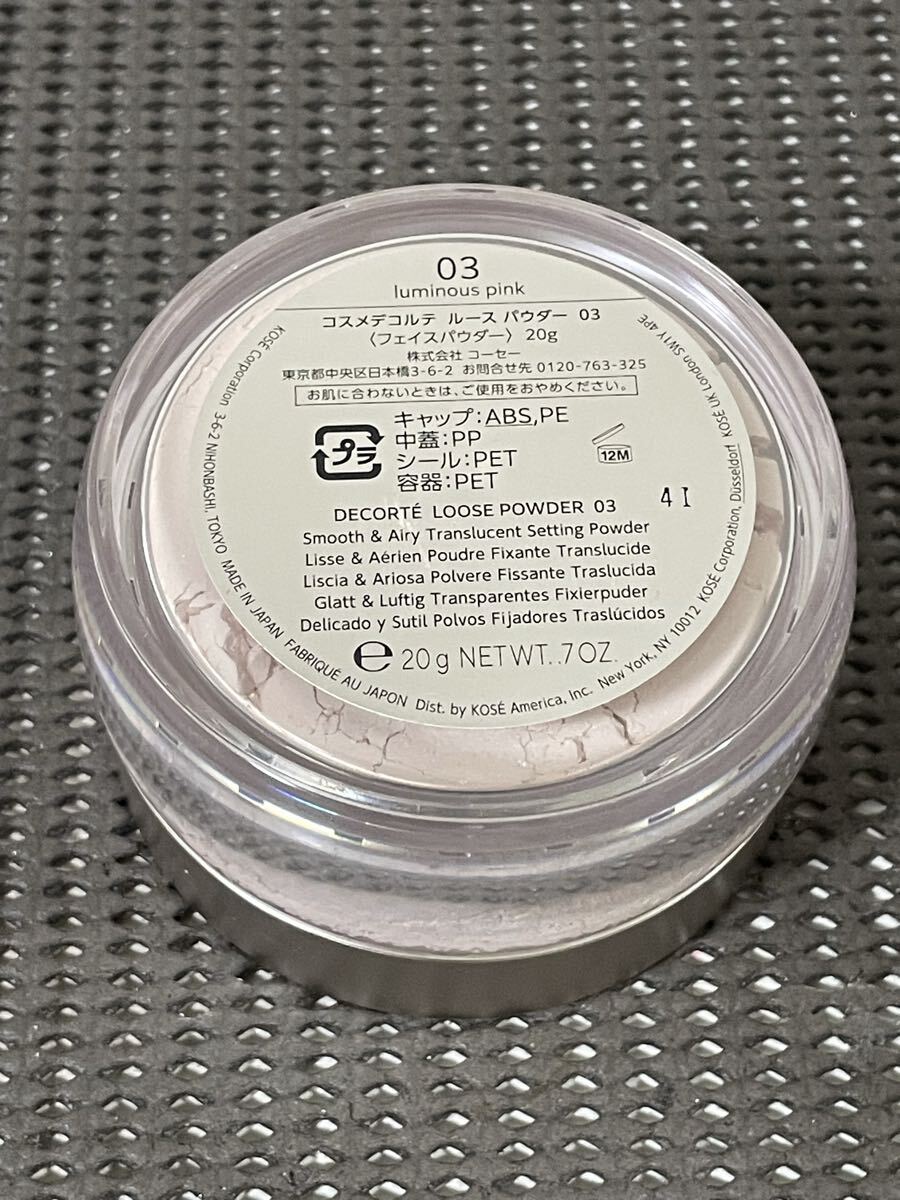 03
luminous pink
コスメデコルテ ルース パウダー 03
〈フェイスパウダー〉 20g
株式会社 コーセー
東京都中央区日本橋3-6-2 お問合せ先 0120-763-325
お肌に合わないときは、ご使用をおやめください。
キャップ:ABS,PE
プラ
中蓋:PP
シール:PET
容器:PET
12M
4 I
DECORTÉ LOOSE POWDER 03
Smooth & Airy Translucent Setting Powder
Lisse & Aérien Poudre Fixante Translucide
Liscia & Ariosa Polvere Fissante Traslucida
Glatt & Luftig Transparentes Fixierpuder
Delicado y Sutil Polvos Fijadores Traslúcidos
e 20g NET WT. .7 OZ.
KOSÉ Corporation 3-6-2 NIHONBASHI, TOKYO MADE IN JAPAN FABRIQUÉ AU JAPON Dist. by KOSÉ America, Inc. New York, NY 10012 KOSÉ Corporation, Düsseldorf KOSÉ UK London SW1Y 4PE